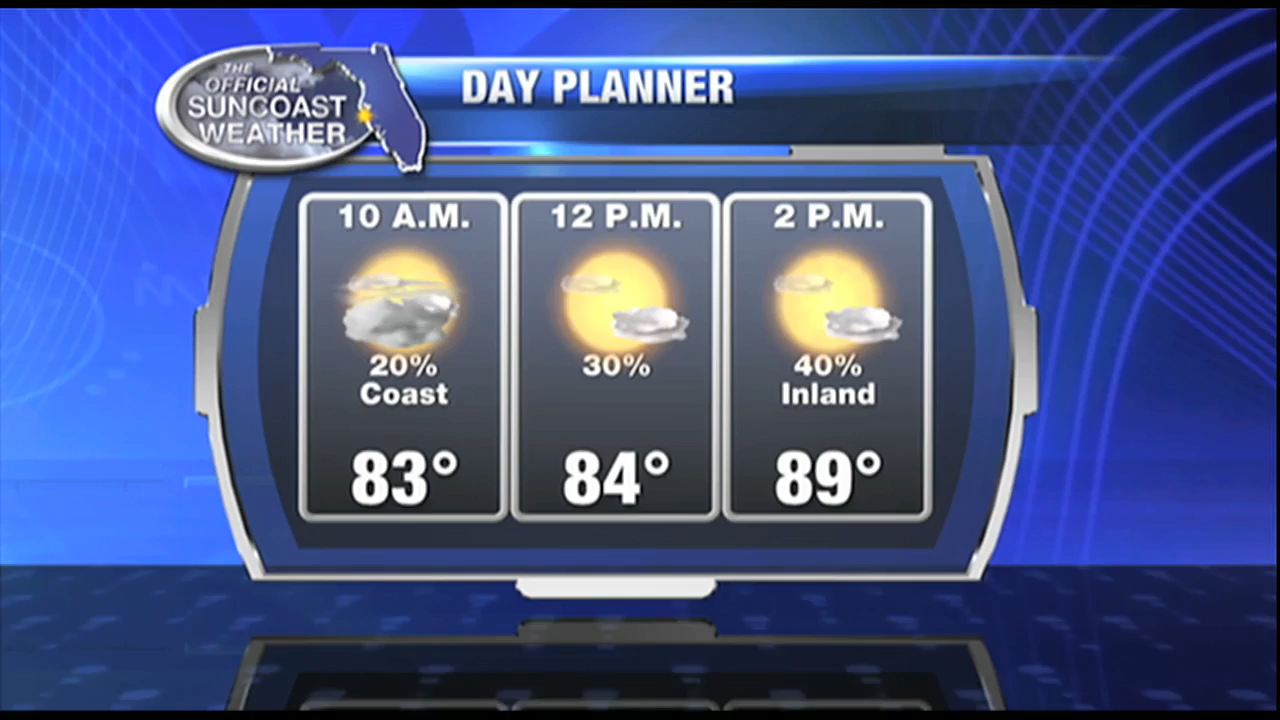 THE
OFFICIAL
SUNCOAST
WEATHER
DAY PLANNER
10 A.M.
20%
Coast
83°
12 P.M.
30%
84°
2 P.M.
40%
Inland
89°